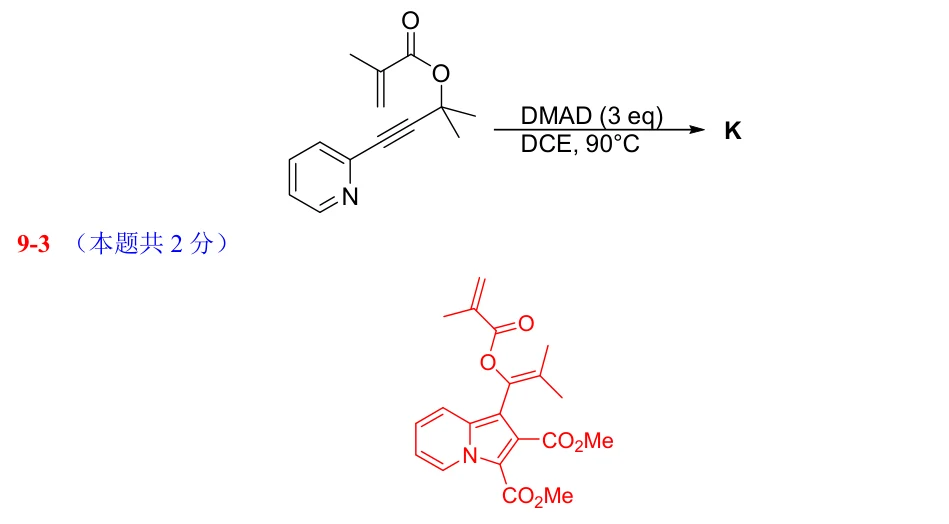 O
O
DMAD (3 eq)
DCE, 90°C
K
N
9-3 （本题共 2 分）
O
O
CO₂Me
N
CO₂Me